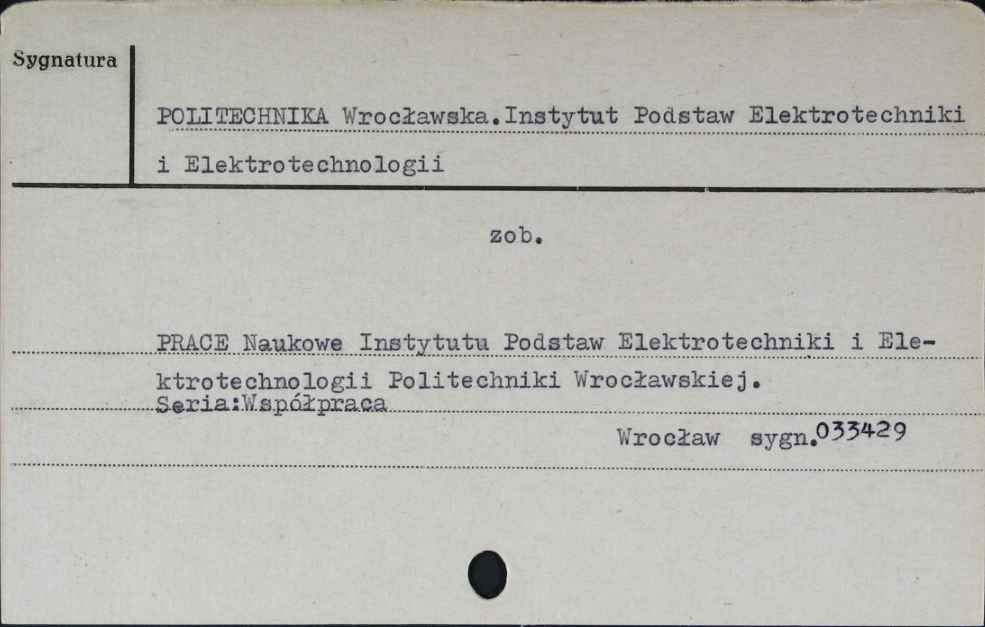 Sygnatura
POLITECHNIKA Wrocławska.Instytut Podstaw Elektrotechniki
i Elektrotechnologii
zob.
PRACE Naukowe Instytutu Podstaw Elektrotechniki i Ele-
ktrotechnologii Politechniki Wrocławskiej.
Seria:Współpraca
Wrocław sygn.033429